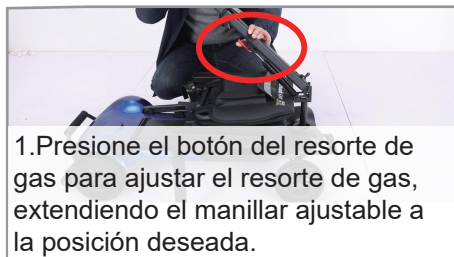 1.Presione el botón del resorte de
gas para ajustar el resorte de gas,
extendiendo el manillar ajustable a
la posición deseada.